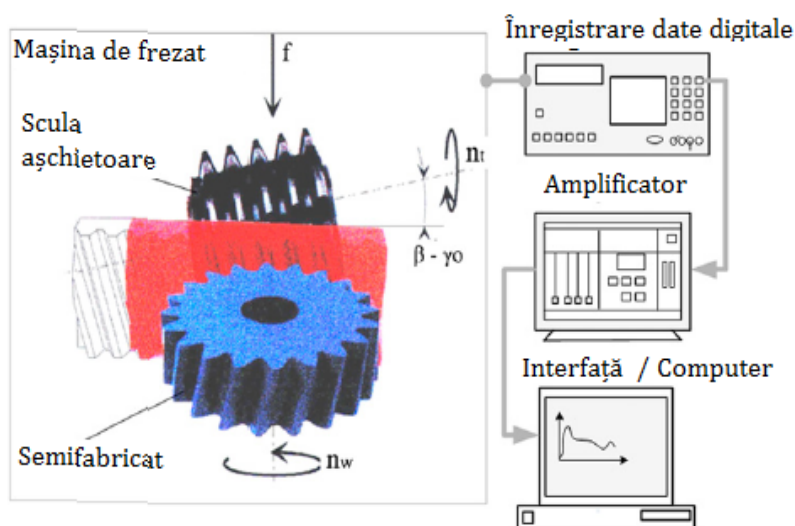 Mașina de frezat
f
Scula
așchietoare
nt
β - γo
Semifabricat
nw
Înregistrare date digitale
Amplificator
Interfață / Computer